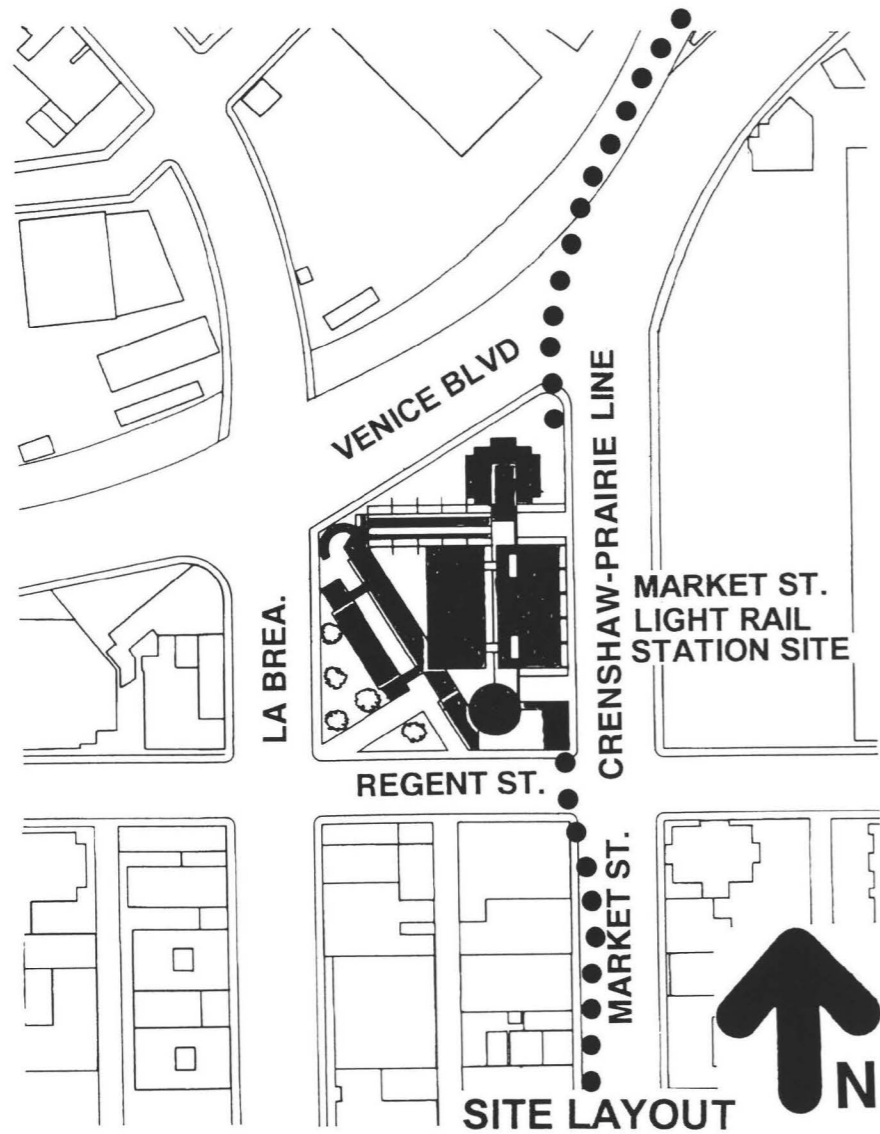 VENICE BLVD
CRENSHAW-PRAIRIE LINE
MARKET ST.
LIGHT RAIL
STATION SITE
LA BREA.
REGENT ST.
MARKET ST.
N
SITE LAYOUT